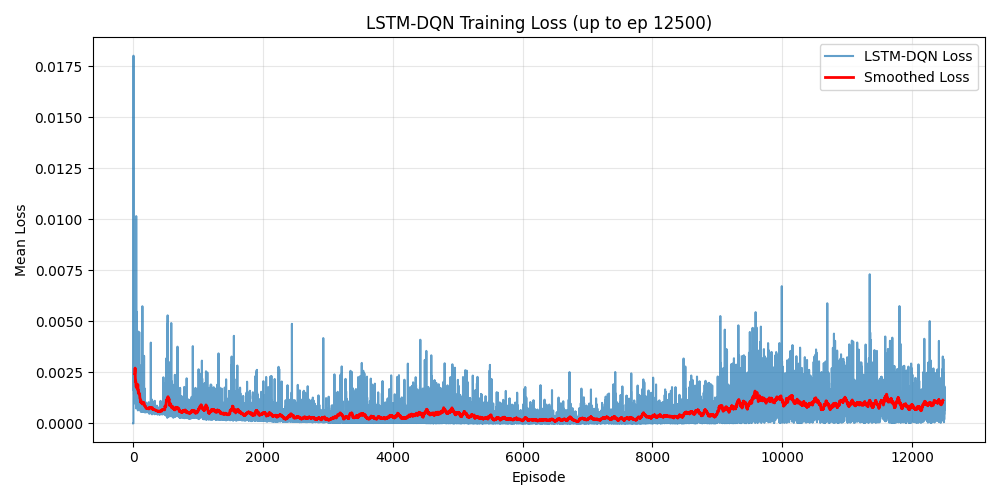 LSTM-DQN Training Loss (up to ep 12500)
LSTM-DQN Loss
Smoothed Loss
Mean Loss
0.0175
0.0150
0.0125
0.0100
0.0075
0.0050
0.0025
0.0000
0 2000 4000 6000 8000 10000 12000
Episode